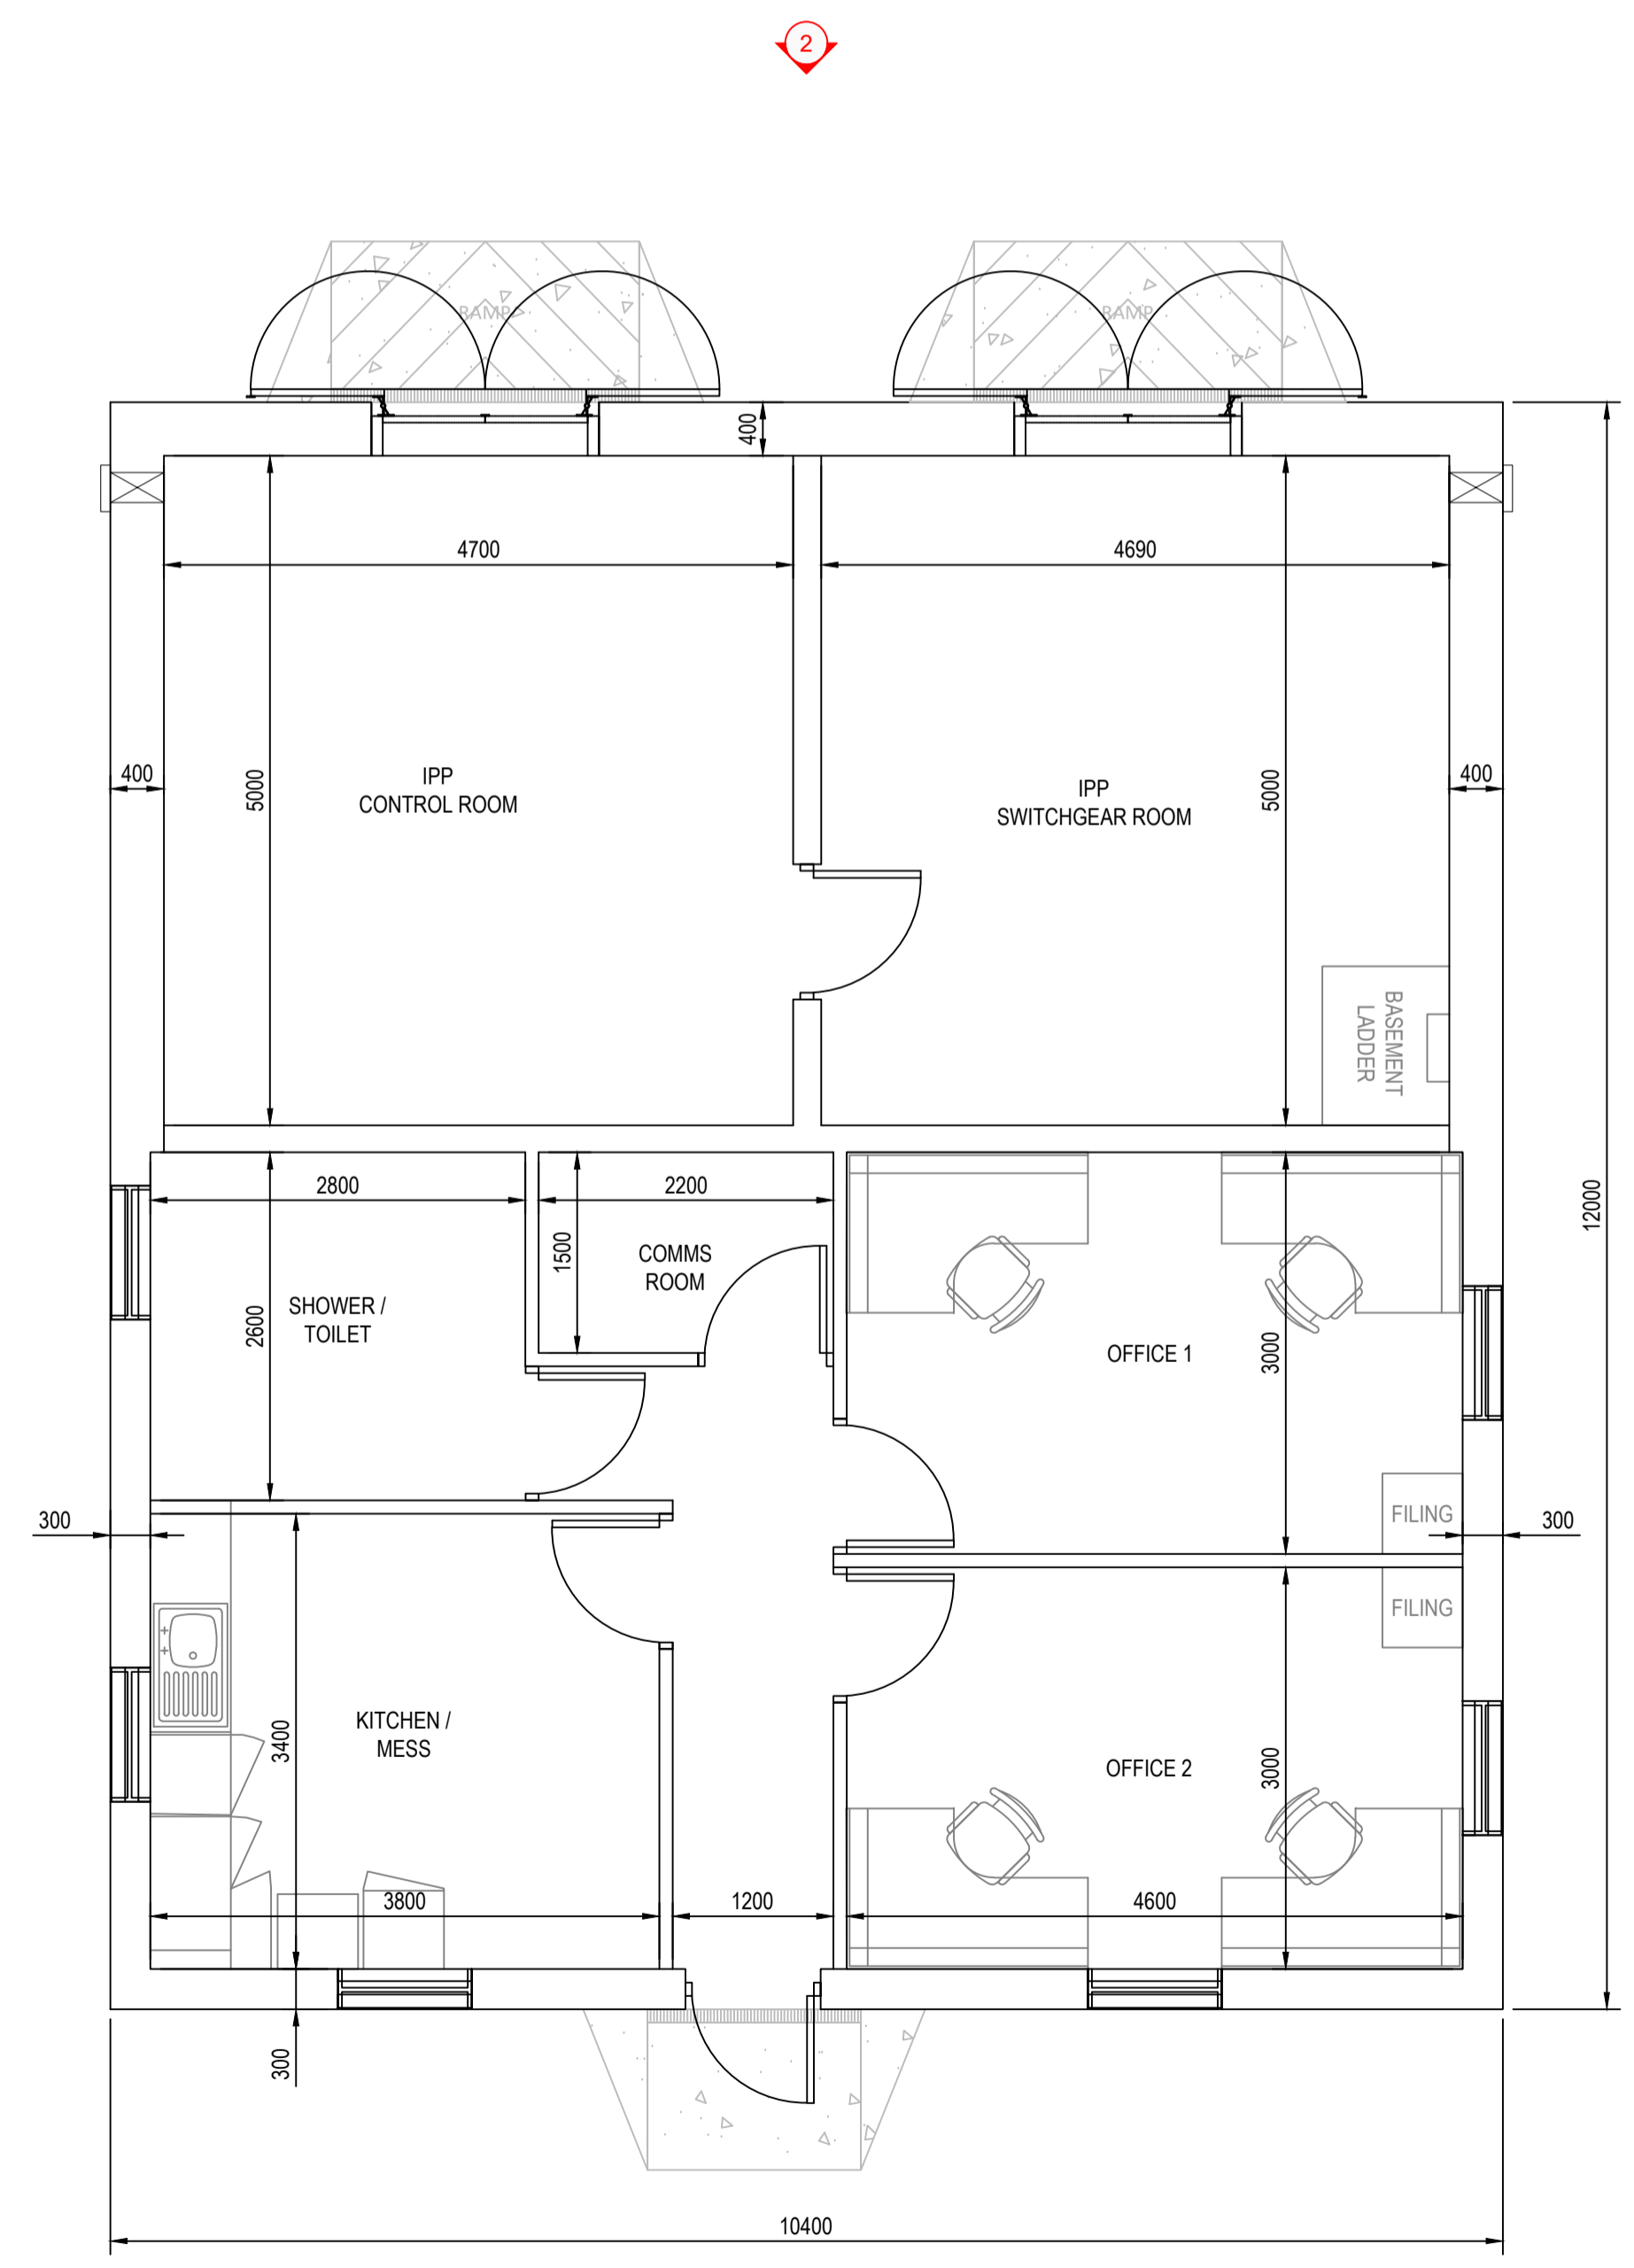 2
RAMP
RAMP
400
4700
4690
400
5000
IPP
CONTROL ROOM
IPP
SWITCHGEAR ROOM
5000
400
BASEMENT
LADDER
12000
2800
2200
1500
COMMS
ROOM
2600
SHOWER /
TOILET
3000
OFFICE 1
300
FILING
300
FILING
3400
KITCHEN /
MESS
OFFICE 2
3000
3800
1200
4600
300
10400